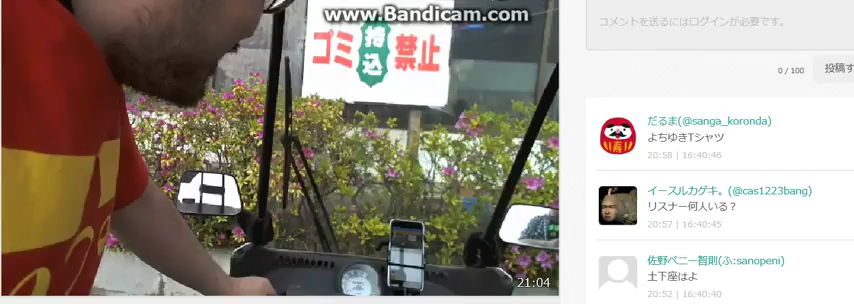 www.Bandicam.com
ゴミ持込禁止
21:04
コメントを送るにはログインが必要です。
0 / 100
投稿す
だるま(@sanga_koronda)
よちゆきTシャツ
20:58 | 16:40:46
イースルカゲキ。(@cas1223bang)
リスナー何人いる？
20:57 | 16:40:45
佐野ペニー智則(ふ:sanopeni)
土下座はよ
20:52 | 16:40:40